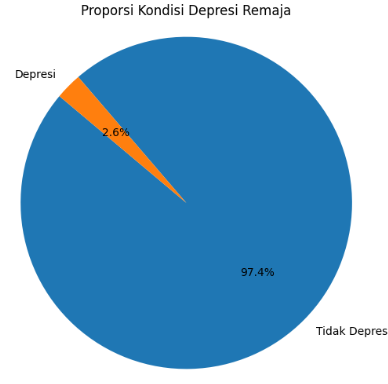 Proporsi Kondisi Depresi Remaja
Depresi
2.6%
97.4%
Tidak Depres